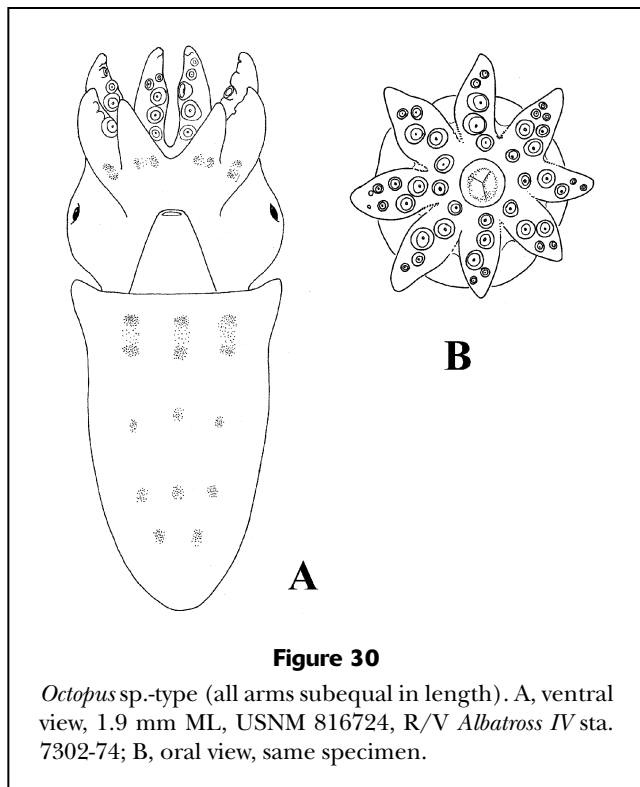 B
A
Figure 30
Octopus sp.-type (all arms subequal in length). A, ventral
view, 1.9 mm ML, USNM 816724, R/V Albatross IV sta.
7302-74; B, oral view, same specimen.